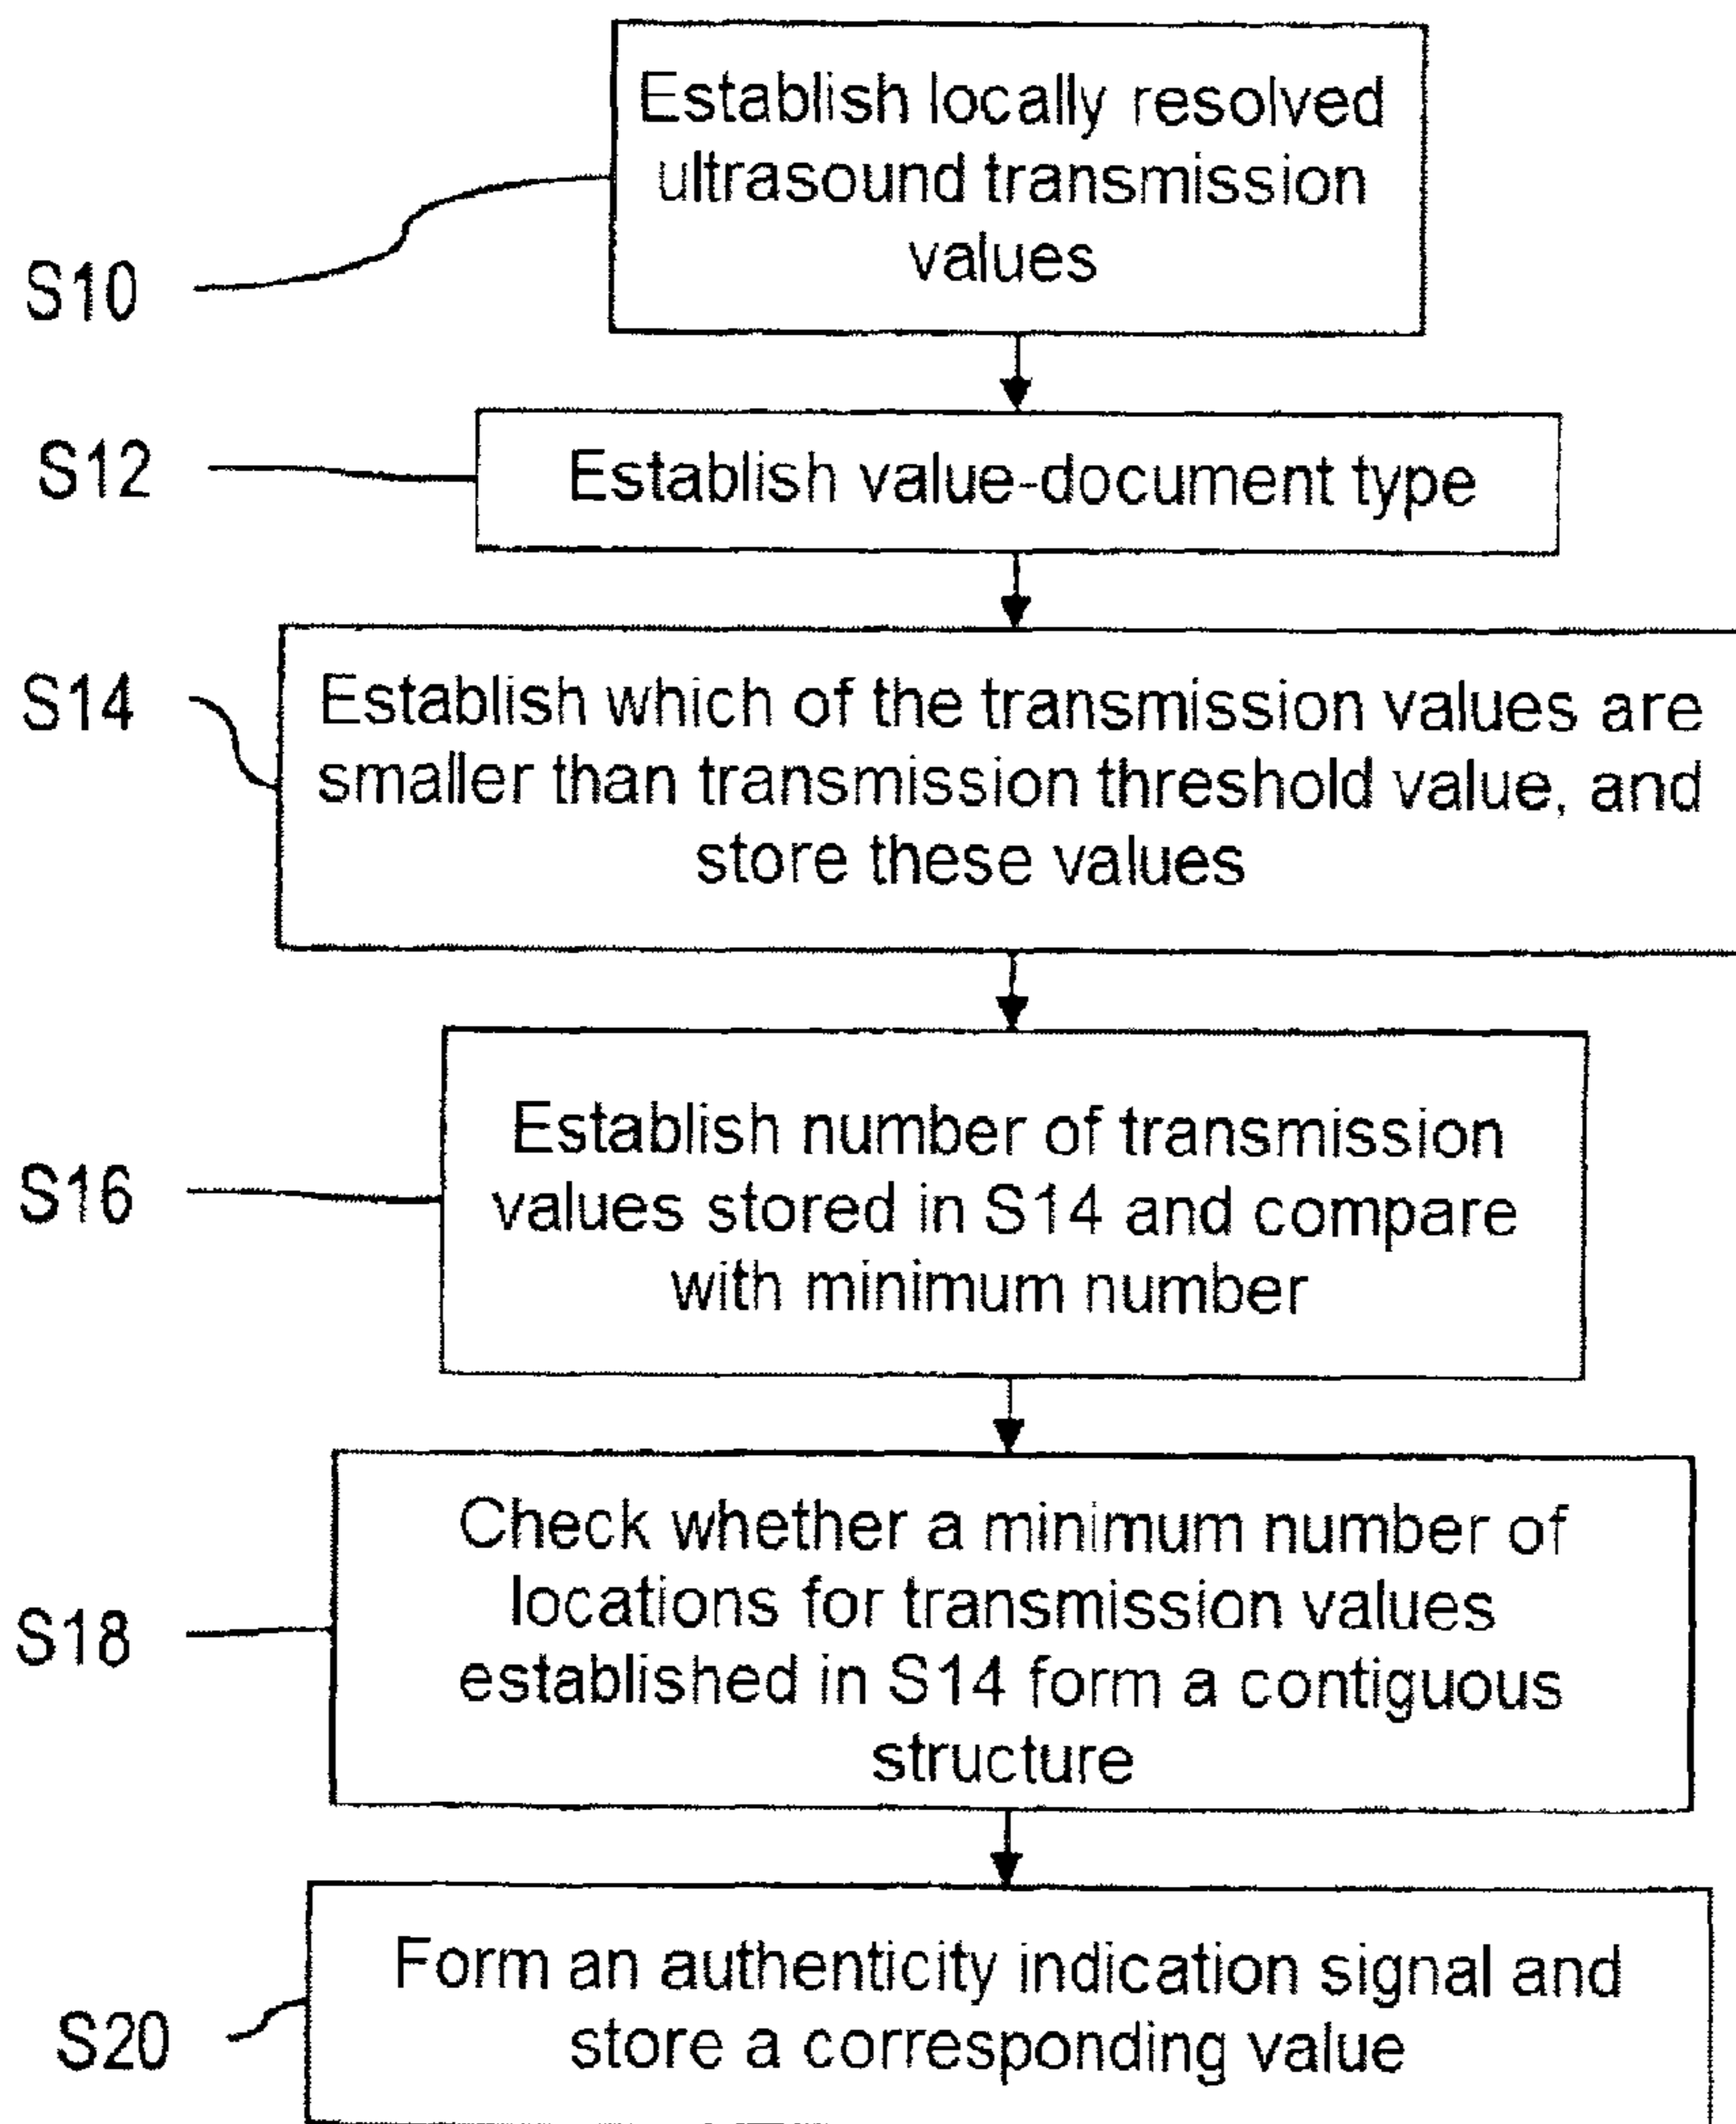 Establish locally resolved
ultrasound transmission
values
S10
S12
Establish value-document type
S14
Establish which of the transmission values are
smaller than transmission threshold value, and
store these values
Establish number of transmission
values stored in S14 and compare
with minimum number
S16
Check whether a minimum number of
locations for transmission values
established in S14 form a contiguous
structure
S18
Form an authenticity indication signal and
store a corresponding value
S20